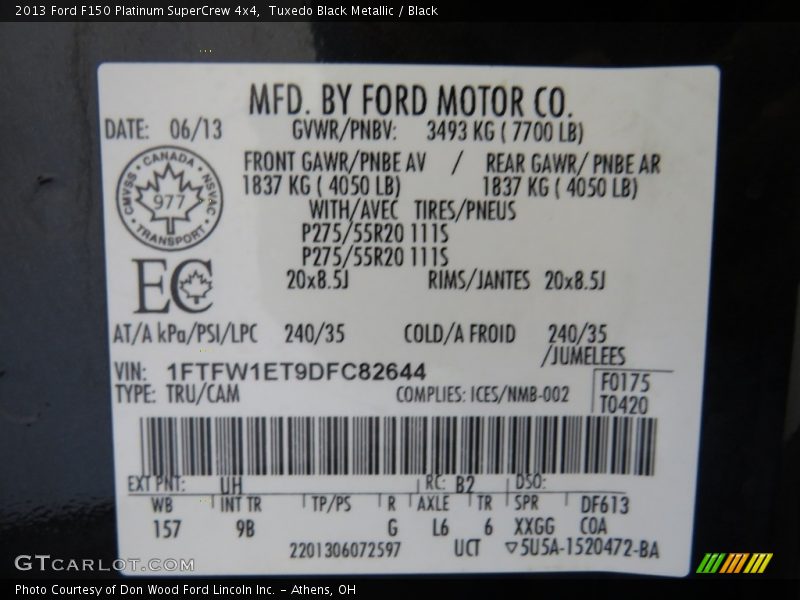 2013 Ford F150 Platinum SuperCrew 4x4, Tuxedo Black Metallic / Black
MFD. BY FORD MOTOR CO.
DATE: 06/13 GVWR/PNBV: 3493 KG ( 7700 LB)
FRONT GAWR/PNBE AV / REAR GAWR/ PNBE AR
1837 KG ( 4050 LB) 1837 KG ( 4050 LB)
WITH/AVEC TIRES/PNEUS
P275/55R20 111S
P275/55R20 111S
20x8.5J RIMS/JANTES 20x8.5J
CANADA
CMVSS NSVAC
977
TRANSPORT
EC
AT/A kPa/PSI/LPC 240/35 COLD/A FROID 240/35
/JUMELEES
VIN: 1FTFW1ET9DFC82644
F0175
TYPE: TRU/CAM COMPLIES: ICES/NMB-002
T0420
EXT PNT: UH RC: B2 DSO:
WB INT TR TP/PS R AXLE TR SPR DF613
157 9B G L6 6 XXGG COA
2201306072597 UCT ▽5U5A-1520472-BA
GTCARLOT.COM
Photo Courtesy of Don Wood Ford Lincoln Inc. - Athens, OH